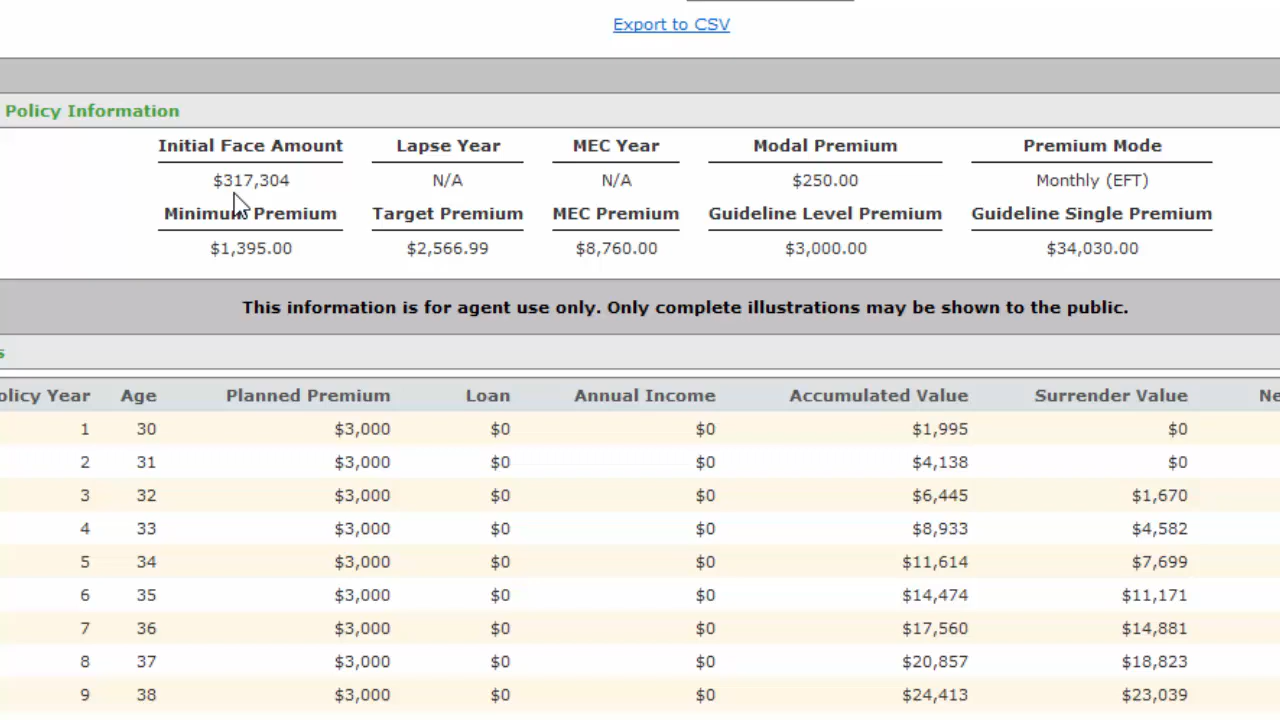 Export to CSV
Policy Information
Initial Face Amount Lapse Year MEC Year Modal Premium Premium Mode
$317,304 N/A N/A $250.00 Monthly (EFT)
Minimum Premium Target Premium MEC Premium Guideline Level Premium Guideline Single Premium
$1,395.00 $2,566.99 $8,760.00 $3,000.00 $34,030.00
This information is for agent use only. Only complete illustrations may be shown to the public.
s
olicy Year Age Planned Premium Loan Annual Income Accumulated Value Surrender Value Ne
1 30 $3,000 $0 $0 $1,995 $0
2 31 $3,000 $0 $0 $4,138 $0
3 32 $3,000 $0 $0 $6,445 $1,670
4 33 $3,000 $0 $0 $8,933 $4,582
5 34 $3,000 $0 $0 $11,614 $7,699
6 35 $3,000 $0 $0 $14,474 $11,171
7 36 $3,000 $0 $0 $17,560 $14,881
8 37 $3,000 $0 $0 $20,857 $18,823
9 38 $3,000 $0 $0 $24,413 $23,039